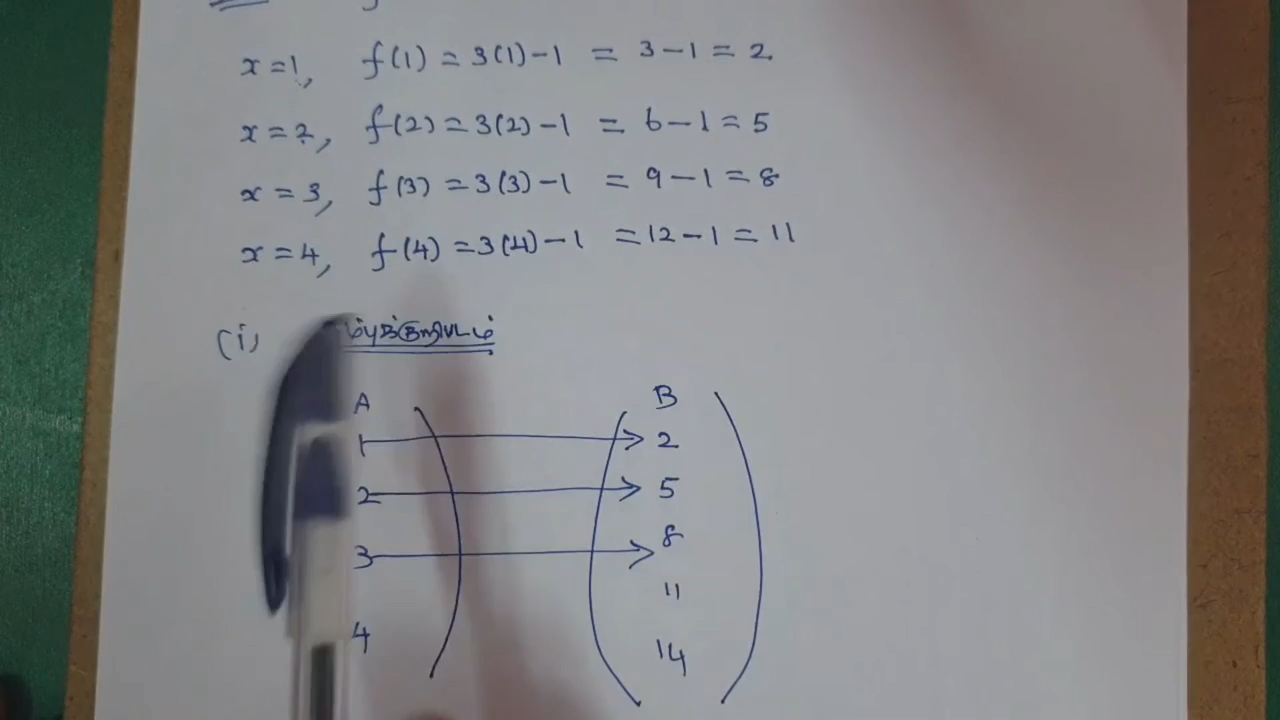 x = 1, f(1) = 3(1) - 1 = 3 - 1 = 2
x = 2, f(2) = 3(2) - 1 = 6 - 1 = 5
x = 3, f(3) = 3(3) - 1 = 9 - 1 = 8
x = 4, f(4) = 3(4) - 1 = 12 - 1 = 11
(i)
A B
1 2
2 5
3 8
11
4 14